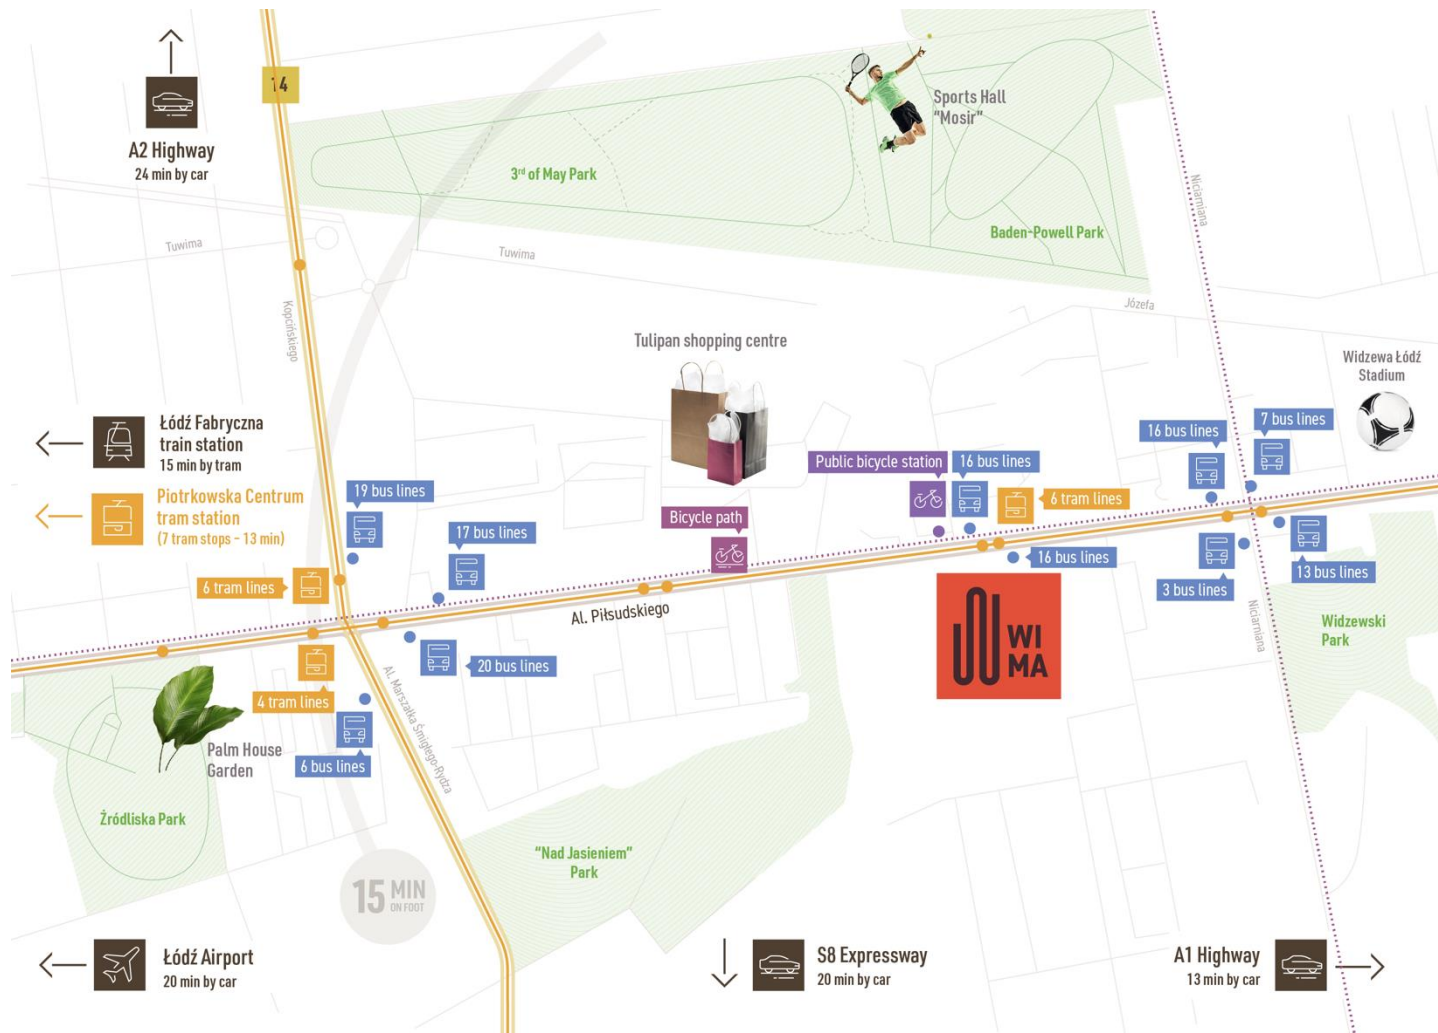 14
A2 Highway
24 min by car
Sports Hall
"Mosir"
3rd of May Park
Niciarniana
Baden-Powell Park
Tuwima
Tuwima
Kopcińskiego
Józefa
Tulipan shopping centre
Widzewa Łódź
Stadium
Łódź Fabryczna
train station
15 min by tram
16 bus lines
7 bus lines
Public bicycle station
16 bus lines
Piotrkowska Centrum
tram station
(7 tram stops - 13 min)
19 bus lines
6 tram lines
Bicycle path
17 bus lines
16 bus lines
13 bus lines
3 bus lines
6 tram lines
Al. Piłsudskiego
Niciarniana
Widzewski
Park
WI
MA
20 bus lines
4 tram lines
Al. Marszałka Śmigłego-Rydza
Palm House
Garden
6 bus lines
Źródliska Park
"Nad Jasieniem"
Park
15 MIN
ON FOOT
Łódź Airport
20 min by car
S8 Expressway
20 min by car
A1 Highway
13 min by car